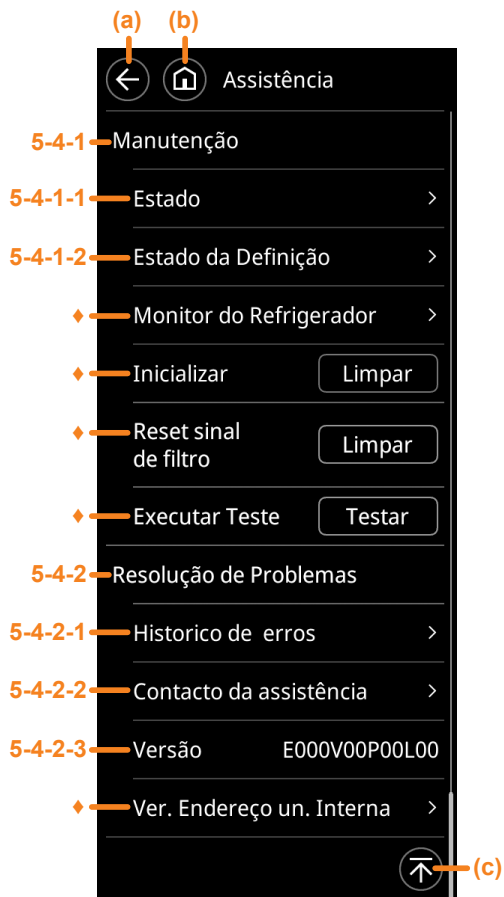 (a) (b)
Assistência
5-4-1 Manutenção
5-4-1-1 Estado >
5-4-1-2 Estado da Definição >
♦ Monitor do Refrigerador >
♦ Inicializar Limpar
♦ Reset sinal
de filtro Limpar
♦ Executar Teste Testar
5-4-2 Resolução de Problemas
5-4-2-1 Historico de erros >
5-4-2-2 Contacto da assistência >
5-4-2-3 Versão E000V00P00L00
♦ Ver. Endereço un. Interna >
(c)